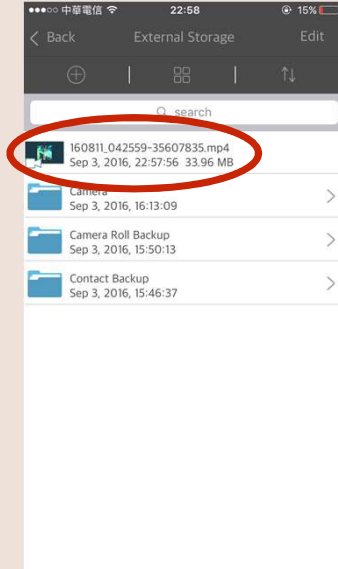 中華電信 22:58 15%
Back External Storage Edit
search
160811_042559-35607835.mp4
Sep 3, 2016, 22:57:56 33.96 MB
Camera
Sep 3, 2016, 16:13:09
Camera Roll Backup
Sep 3, 2016, 15:50:13
Contact Backup
Sep 3, 2016, 15:46:37